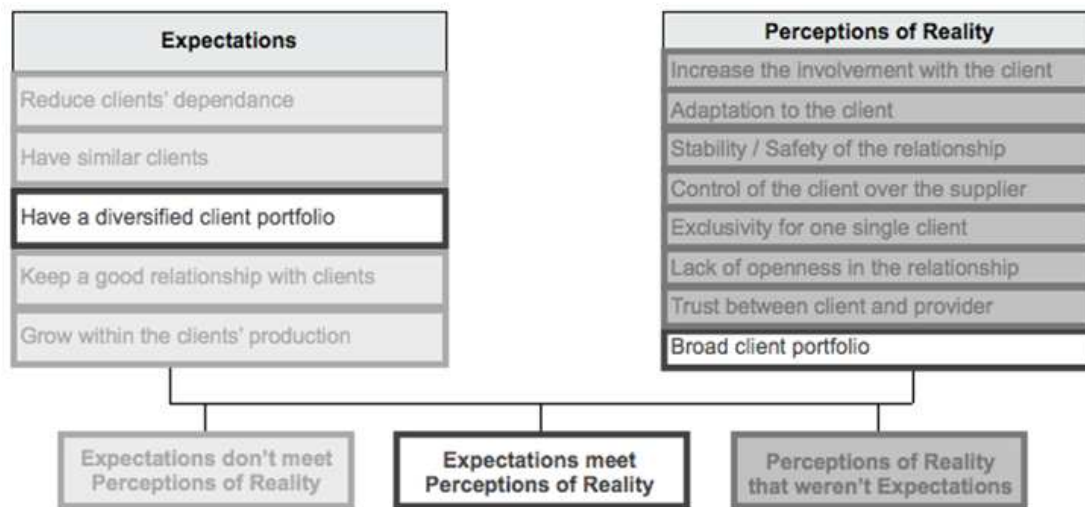 Expectations
Reduce clients' dependance
Have similar clients
Have a diversified client portfolio
Keep a good relationship with clients
Grow within the clients' production
Perceptions of Reality
Increase the involvement with the client
Adaptation to the client
Stability / Safety of the relationship
Control of the client over the supplier
Exclusivity for one single client
Lack of openness in the relationship
Trust between client and provider
Broad client portfolio
Expectations don't meet
Perceptions of Reality
Expectations meet
Perceptions of Reality
Perceptions of Reality
that weren't Expectations